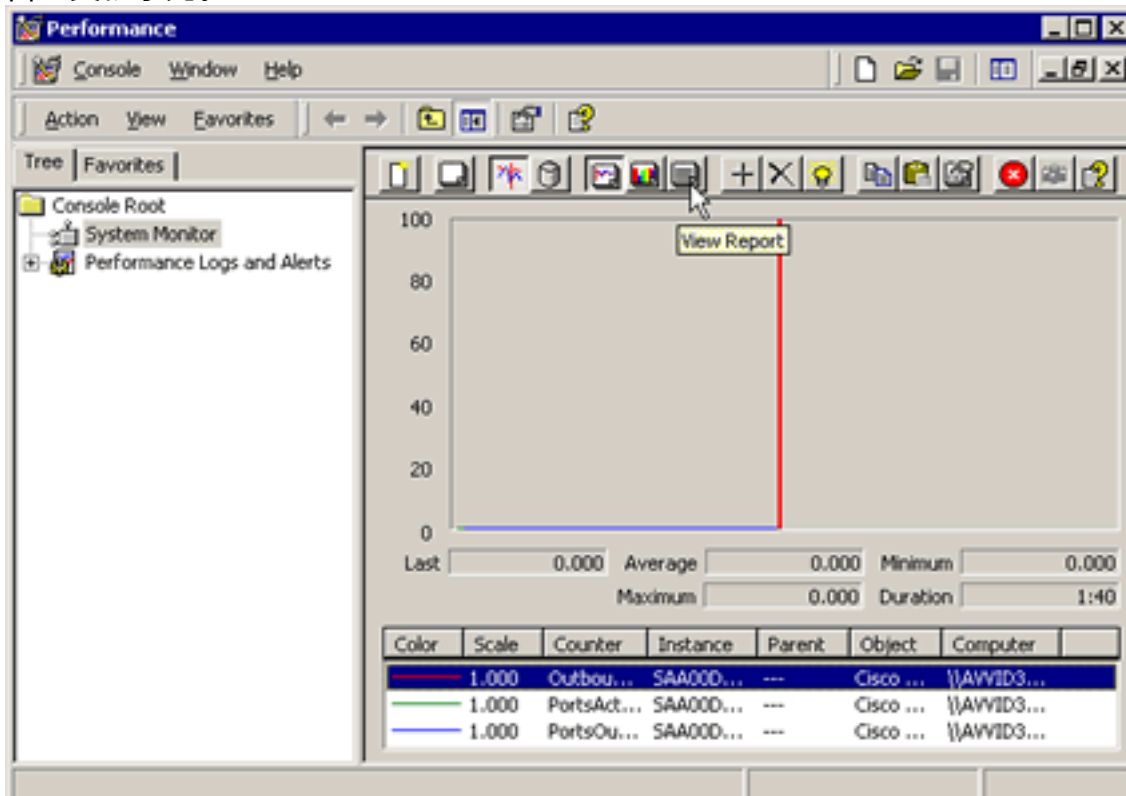 Performance
Console Window Help
Action View Favorites
Tree Favorites
Console Root
System Monitor
Performance Logs and Alerts
View Report
100
80
60
40
20
0
Last 0.000 Average 0.000 Minimum 0.000
Maximum 0.000 Duration 1:40
Color Scale Counter Instance Parent Object Computer
1.000 Outbou... SAA00D... --- Cisco ... \\AVVID3...
1.000 PortsAct... SAA00D... --- Cisco ... \\AVVID3...
1.000 PortsOu... SAA00D... --- Cisco ... \\AVVID3...